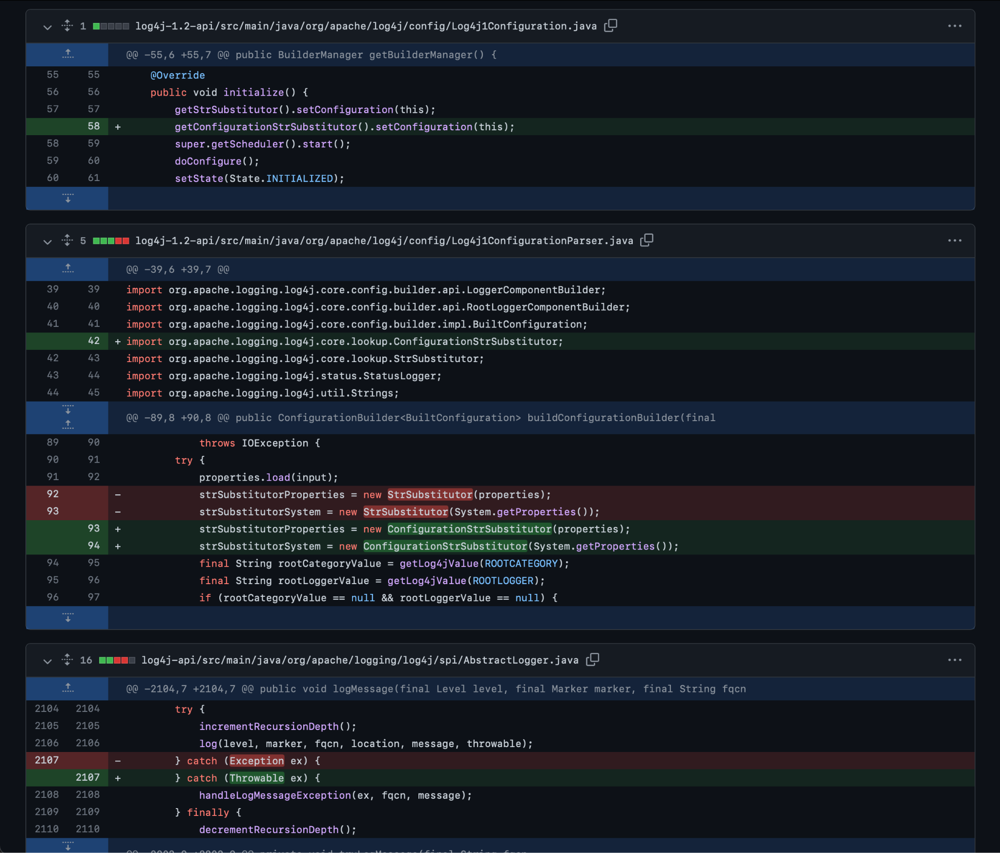 1 log4j-1.2-api/src/main/java/org/apache/log4j/config/Log4j1Configuration.java
@@ -55,6 +55,7 @@ public BuilderManager getBuilderManager() {
55 55 @Override
56 56 public void initialize() {
57 57 getStrSubstitutor().setConfiguration(this);
58 + getConfigurationStrSubstitutor().setConfiguration(this);
58 59 super.getScheduler().start();
59 60 doConfigure();
60 61 setState(State.INITIALIZED);
5 log4j-1.2-api/src/main/java/org/apache/log4j/config/Log4j1ConfigurationParser.java
@@ -39,6 +39,7 @@
39 39 import org.apache.logging.log4j.core.config.builder.api.LoggerComponentBuilder;
40 40 import org.apache.logging.log4j.core.config.builder.api.RootLoggerComponentBuilder;
41 41 import org.apache.logging.log4j.core.config.builder.impl.BuiltConfiguration;
42 + import org.apache.logging.log4j.core.lookup.ConfigurationStrSubstitutor;
42 43 import org.apache.logging.log4j.core.lookup.StrSubstitutor;
43 44 import org.apache.logging.log4j.status.StatusLogger;
44 45 import org.apache.logging.log4j.util.Strings;
@@ -89,8 +90,8 @@ public ConfigurationBuilder<BuiltConfiguration> buildConfigurationBuilder(final
89 90 throws IOException {
90 91 try {
91 92 properties.load(input);
92 - strSubstitutorProperties = new StrSubstitutor(properties);
93 - strSubstitutorSystem = new StrSubstitutor(System.getProperties());
93 + strSubstitutorProperties = new ConfigurationStrSubstitutor(properties);
94 + strSubstitutorSystem = new ConfigurationStrSubstitutor(System.getProperties());
94 95 final String rootCategoryValue = getLog4jValue(ROOTCATEGORY);
95 96 final String rootLoggerValue = getLog4jValue(ROOTLOGGER);
96 97 if (rootCategoryValue == null && rootLoggerValue == null) {
16 log4j-api/src/main/java/org/apache/logging/log4j/spi/AbstractLogger.java
@@ -2104,7 +2104,7 @@ public void logMessage(final Level level, final Marker marker, final String fqcn
2104 2104 try {
2105 2105 incrementRecursionDepth();
2106 2106 log(level, marker, fqcn, location, message, throwable);
2107 - } catch (Exception ex) {
2107 + } catch (Throwable ex) {
2108 2108 handleLogMessageException(ex, fqcn, message);
2109 2109 } finally {
2110 2110 decrementRecursionDepth();